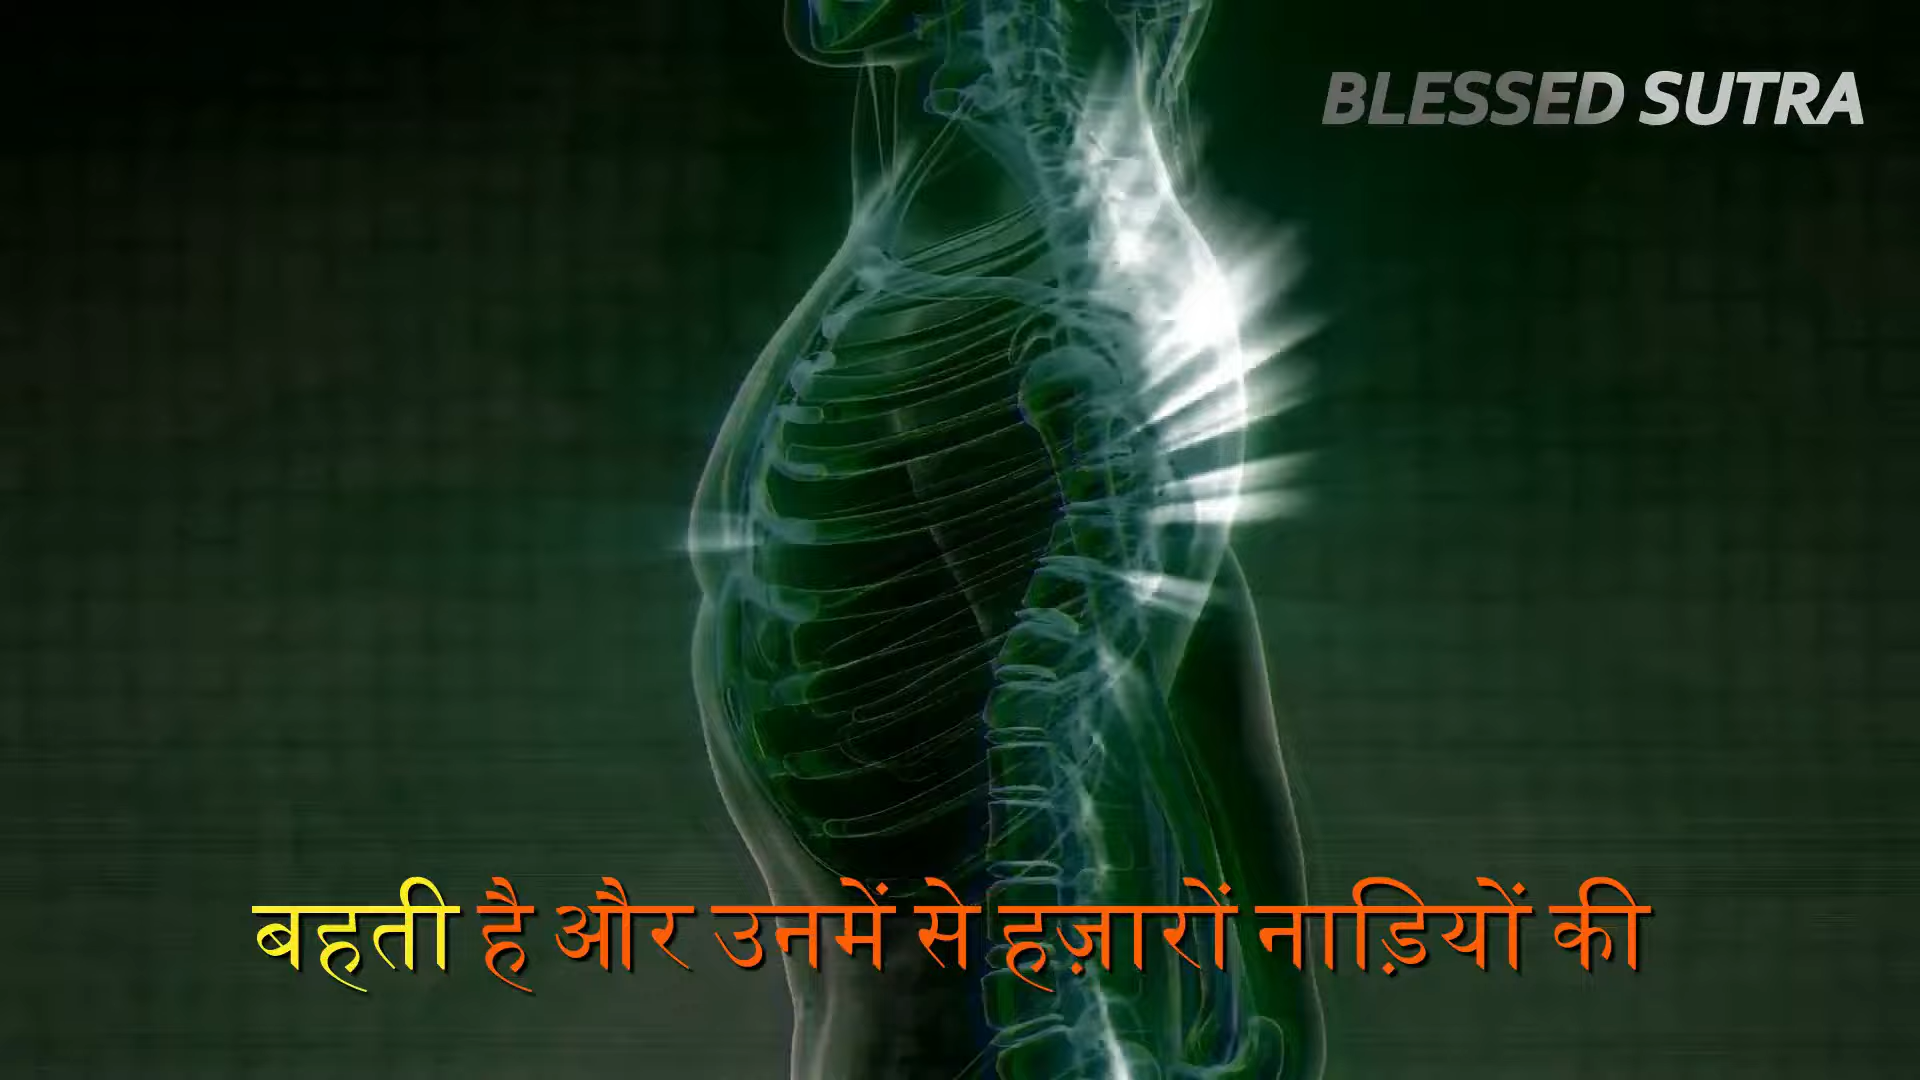 BLESSED SUTRA
बहती है और उनमें से हज़ारों नाड़ियों की